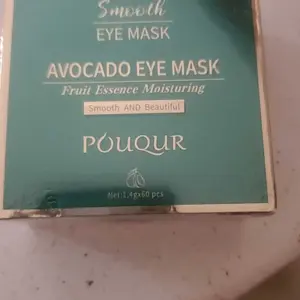 Smooth
EYE MASK
AVOCADO EYE MASK
Fruit Essence Moisturing
Smooth AND Beautiful
POUQUR
Net:1.4gx60 pcs